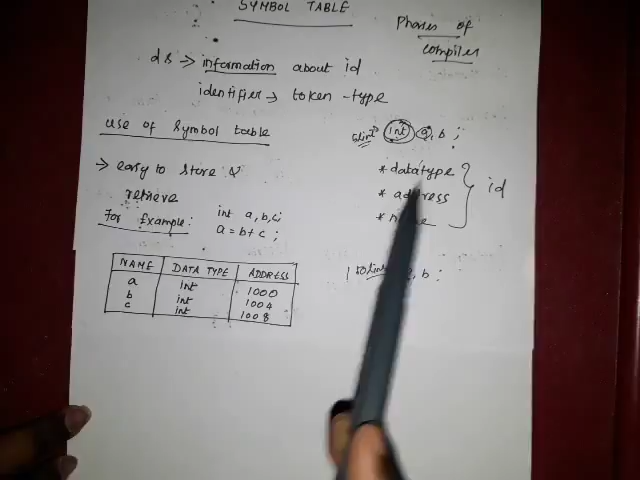 SYMBOL TABLE
Phases of
compiler
ds → information about id
identifier → token-type
Use of Symbol table
int a, b ;
→ easy to store &
retrieve
* datatype
* address
id
For Example:
int a,b,c;
a = b + c ;
NAME DATA TYPE ADDRESS
a int 1000
b int 1004
c int 1008
, b ;